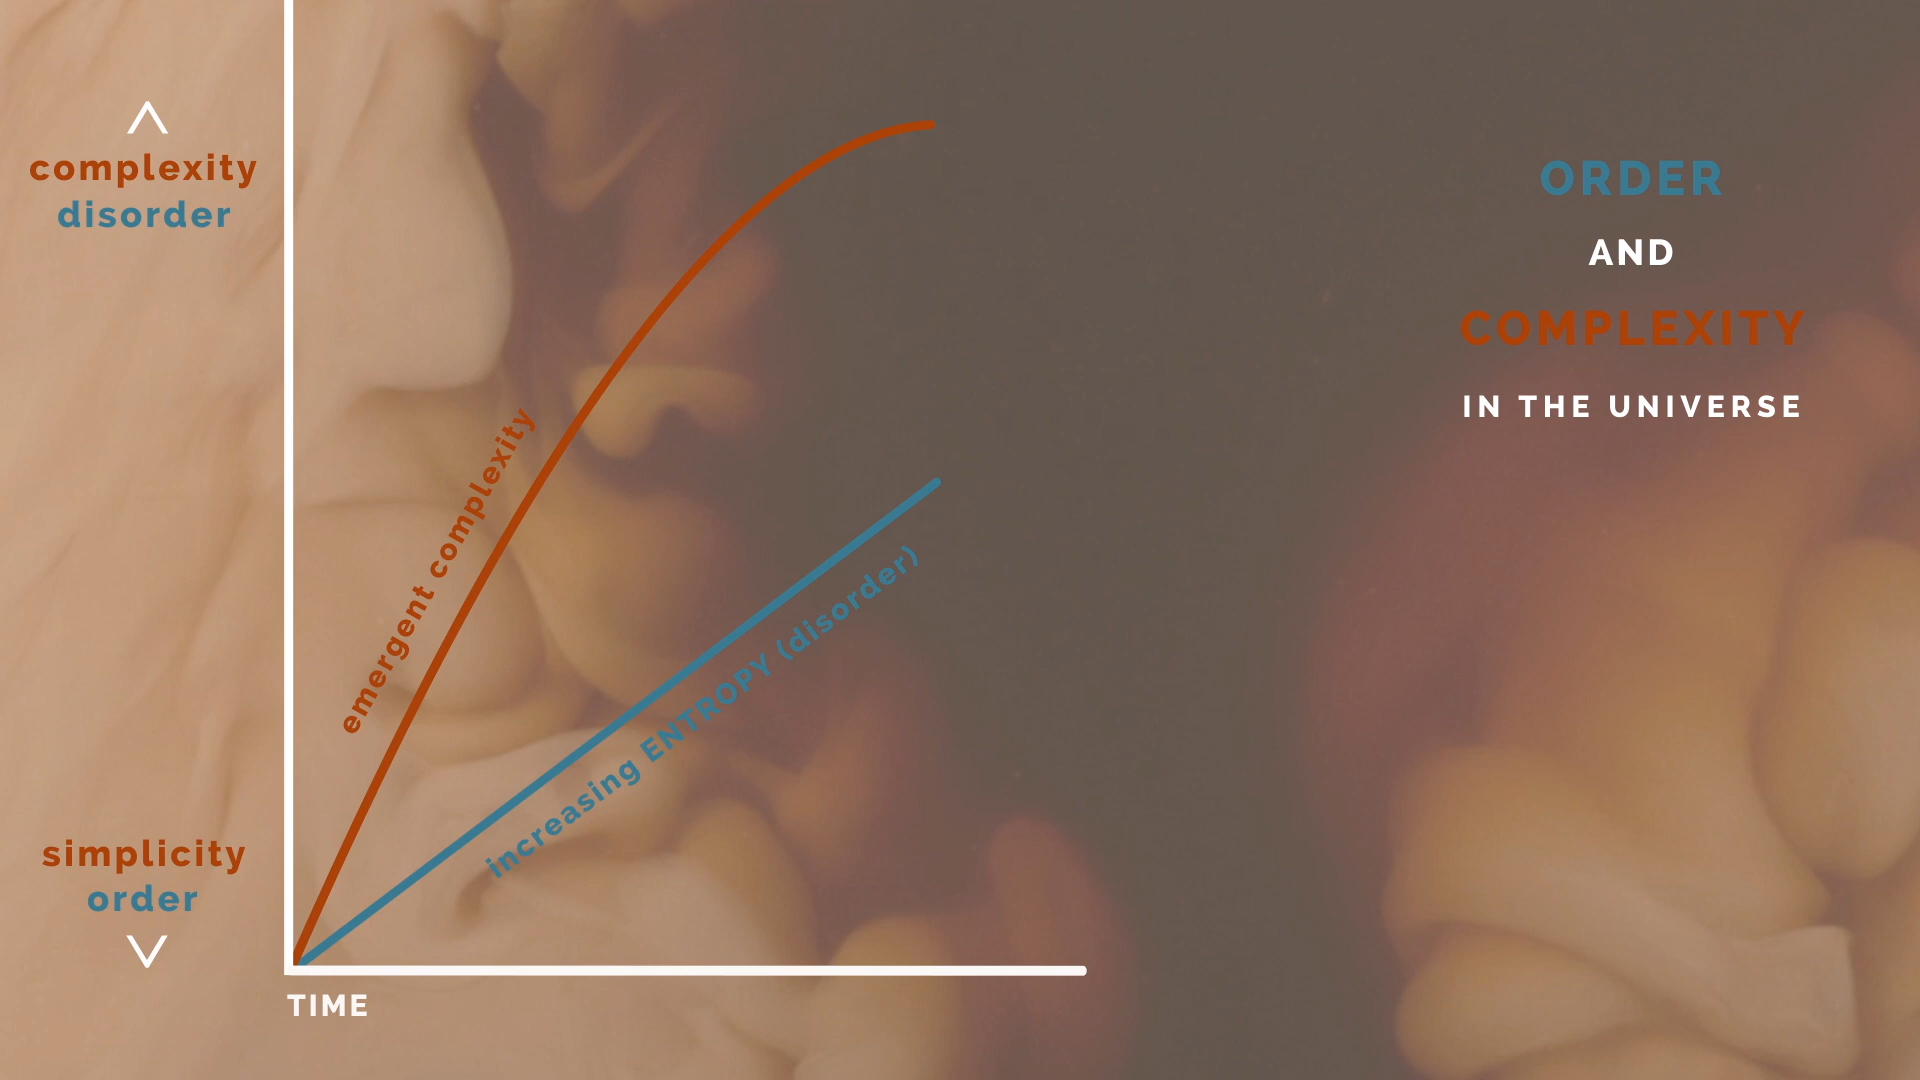 complexity
disorder
emergent complexity
increasing ENTROPY (disorder)
simplicity
order
TIME
ORDER
AND
COMPLEXITY
IN THE UNIVERSE